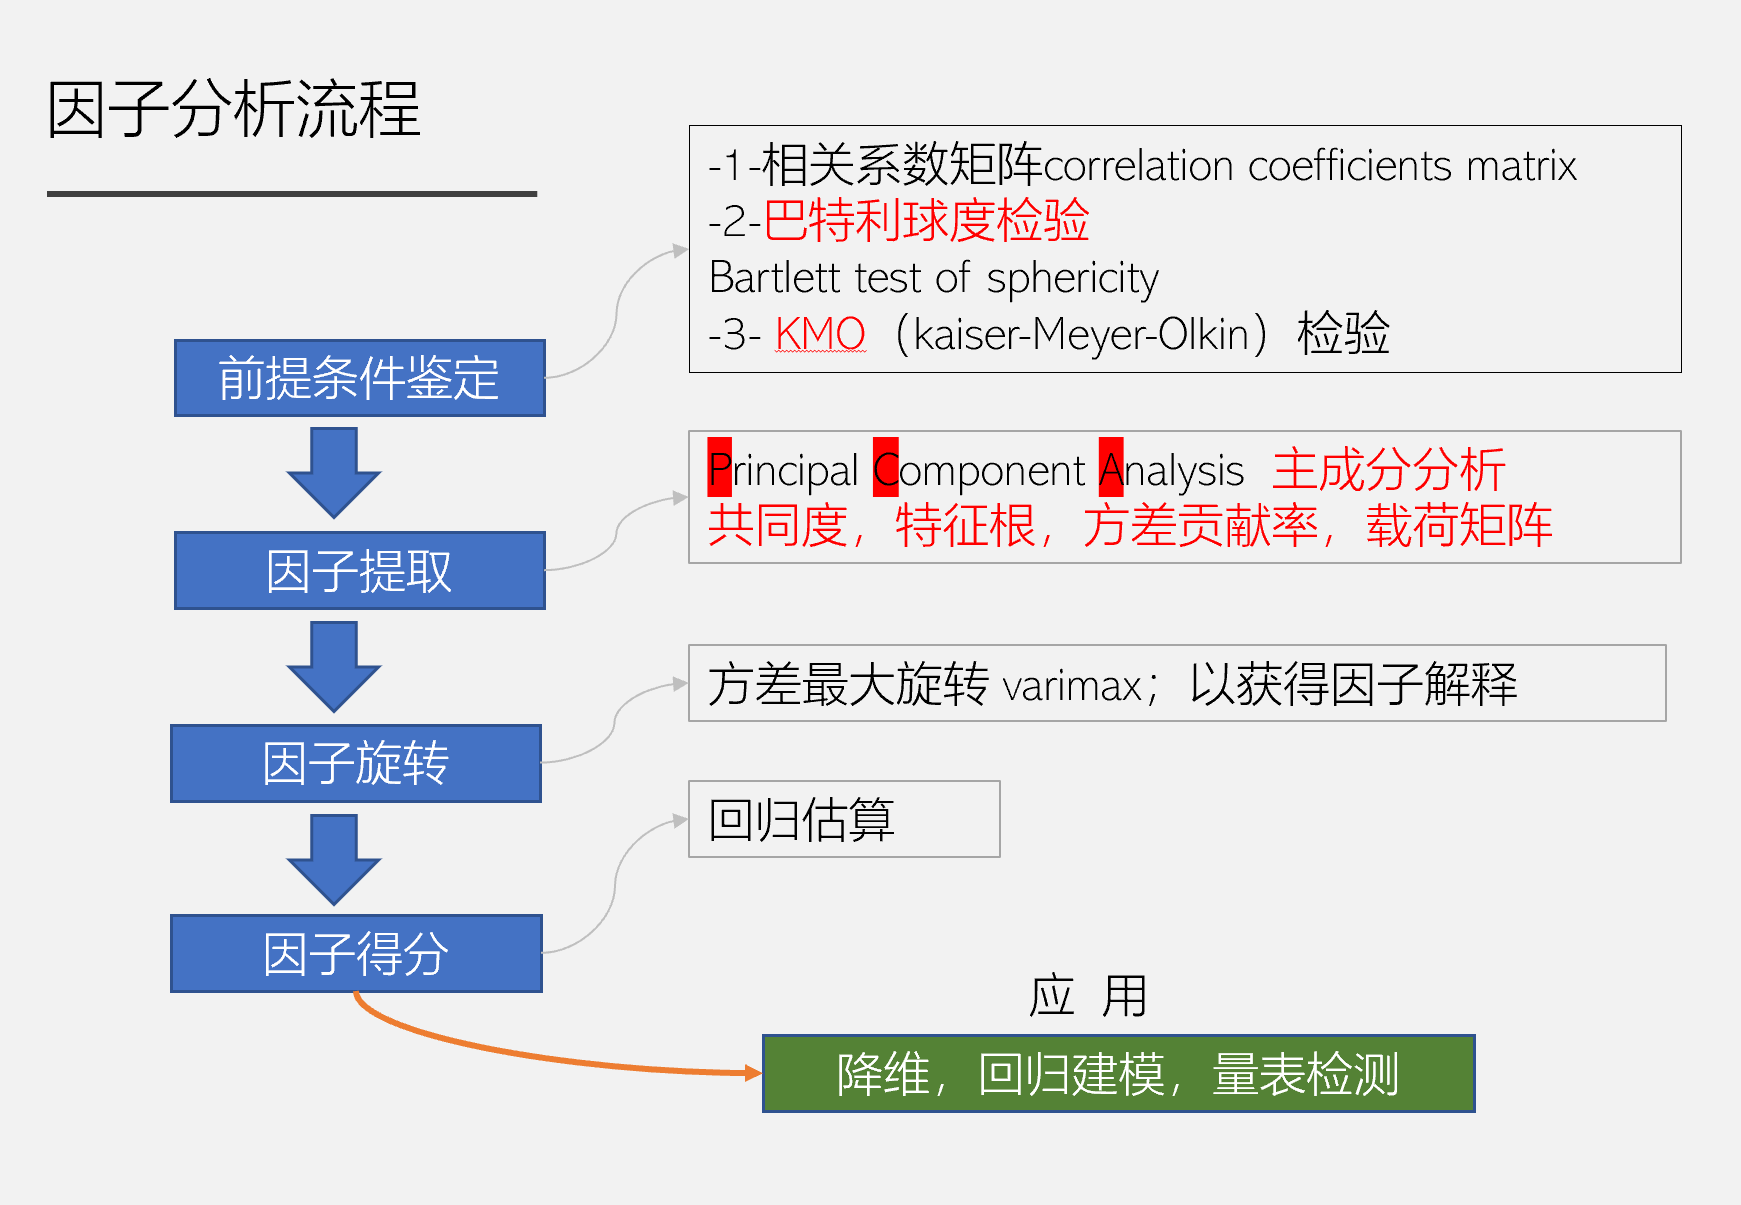 因子分析流程
-1-相关系数矩阵correlation coefficients matrix
-2-巴特利球度检验
Bartlett test of sphericity
-3- KMO（kaiser-Meyer-Olkin）检验
前提条件鉴定
Principal Component Analysis 主成分分析
共同度，特征根，方差贡献率，载荷矩阵
因子提取
方差最大旋转 varimax；以获得因子解释
因子旋转
回归估算
因子得分
应 用
降维，回归建模，量表检测